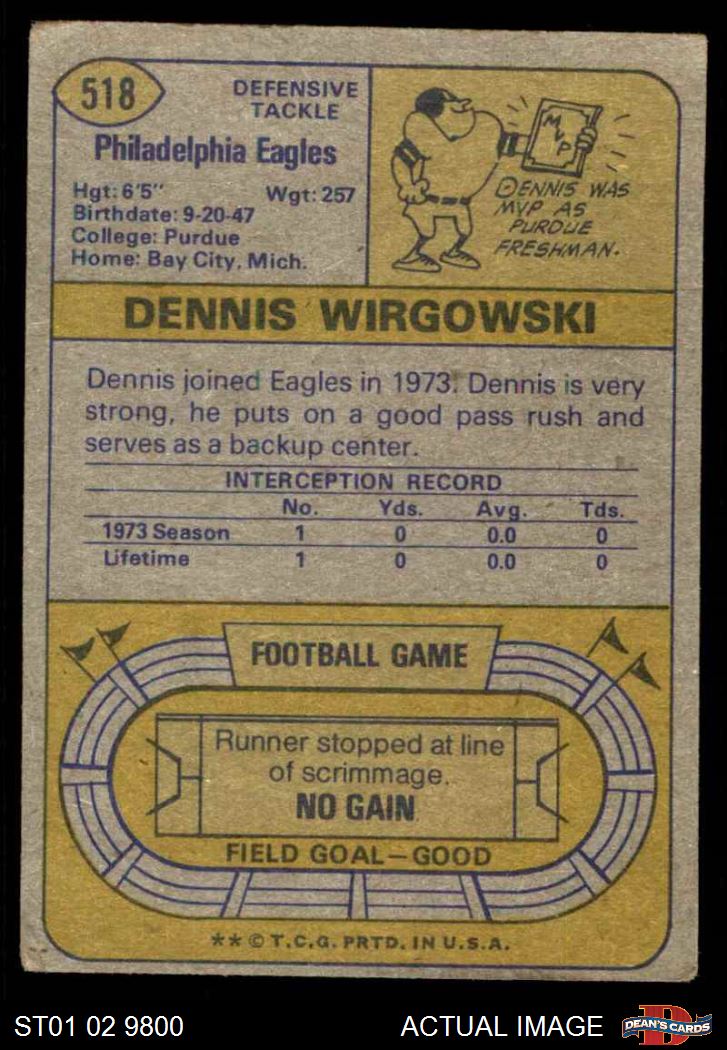 518
DEFENSIVE
TACKLE
Philadelphia Eagles
Hgt: 6'5" Wgt: 257
Birthdate: 9-20-47
College: Purdue
Home: Bay City, Mich.
MVP
DENNIS WAS
MVP AS
PURDUE
FRESHMAN.
DENNIS WIRGOWSKI
Dennis joined Eagles in 1973. Dennis is very
strong, he puts on a good pass rush and
serves as a backup center.
INTERCEPTION RECORD
No. Yds. Avg. Tds.
1973 Season 1 0 0.0 0
Lifetime 1 0 0.0 0
FOOTBALL GAME
Runner stopped at line
of scrimmage.
NO GAIN
FIELD GOAL—GOOD
** © T.C.G. PRTD. IN U.S.A.
ST01 02 9800 ACTUAL IMAGE
D
DEAN'S CARDS